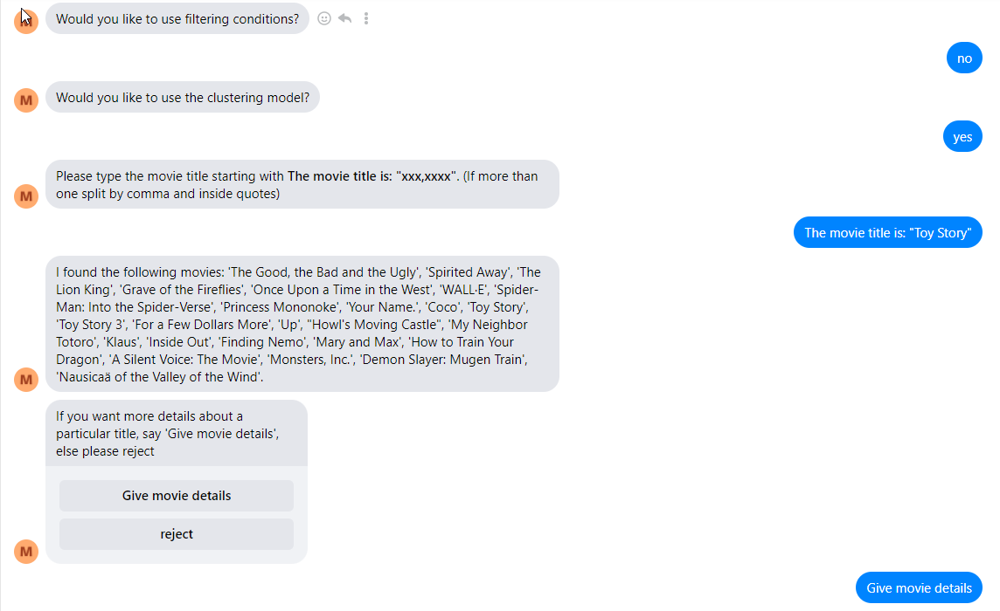 M
Would you like to use filtering conditions?
no
M
Would you like to use the clustering model?
yes
Please type the movie title starting with The movie title is: "xxx,xxxx". (If more than
one split by comma and inside quotes)
M
The movie title is: "Toy Story"
I found the following movies: 'The Good, the Bad and the Ugly', 'Spirited Away', 'The
Lion King', 'Grave of the Fireflies', 'Once Upon a Time in the West', 'WALL·E', 'Spider-
Man: Into the Spider-Verse', 'Princess Mononoke', 'Your Name.', 'Coco', 'Toy Story',
'Toy Story 3', 'For a Few Dollars More', 'Up', "Howl's Moving Castle", 'My Neighbor
Totoro', 'Klaus', 'Inside Out', 'Finding Nemo', 'Mary and Max', 'How to Train Your
Dragon', 'A Silent Voice: The Movie', 'Monsters, Inc.', 'Demon Slayer: Mugen Train',
'Nausicaä of the Valley of the Wind'.
M
If you want more details about a
particular title, say 'Give movie details',
else please reject
Give movie details
reject
M
Give movie details